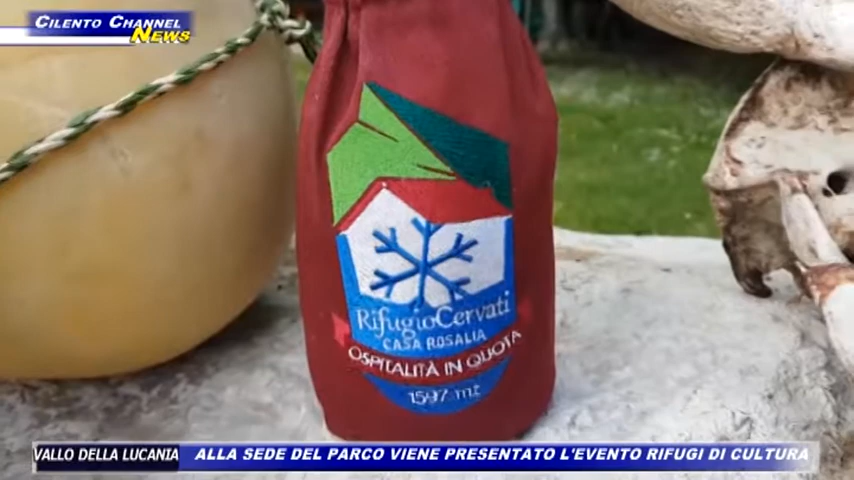 CILENTO CHANNEL
NEWS
RifugioCervati
CASA ROSALIA
OSPITALITÀ IN QUOTA
1597 mt
VALLO DELLA LUCANIA
ALLA SEDE DEL PARCO VIENE PRESENTATO L'EVENTO RIFUGI DI CULTURA